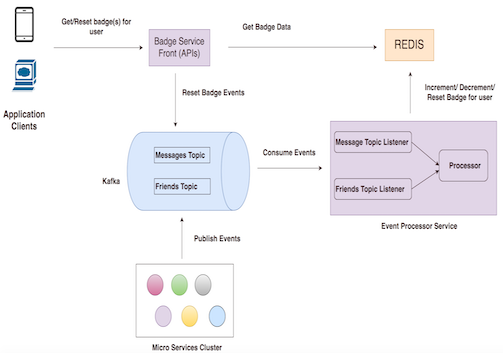 Get/Reset badge(s) for
user
Badge Service
Front (APIs)
Get Badge Data
REDIS
Application
Clients
Reset Badge Events
Increment/ Decrement/
Reset Badge for user
Messages Topic
Friends Topic
Kafka
Consume Events
Message Topic Listener
Friends Topic Listener
Processor
Event Processor Service
Publish Events
Micro Services Cluster